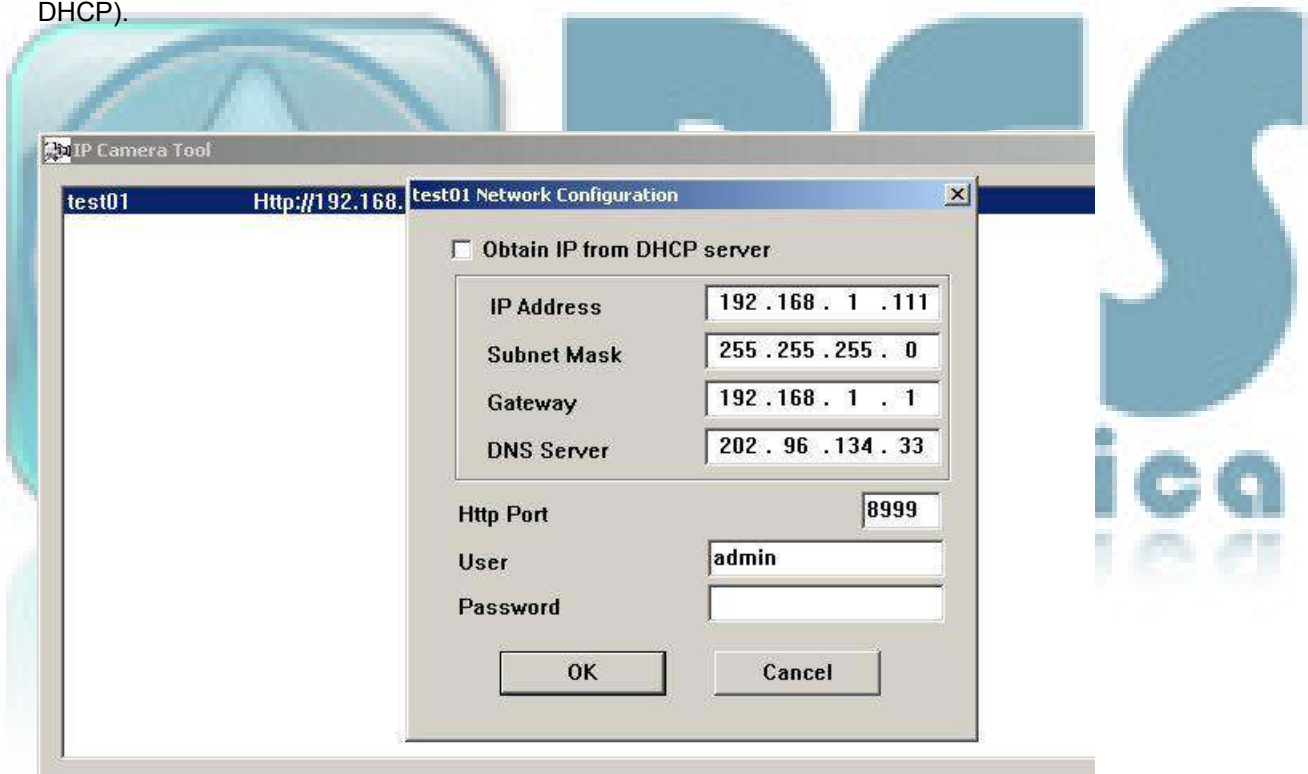 DHCP).
IP Camera Tool
test01 Http://192.168.
test01 Network Configuration
Obtain IP from DHCP server
IP Address 192 .168 . 1 .111
Subnet Mask 255 .255 .255 . 0
Gateway 192 .168 . 1 . 1
DNS Server 202 . 96 .134 . 33
Http Port 8999
User admin
Password
OK Cancel